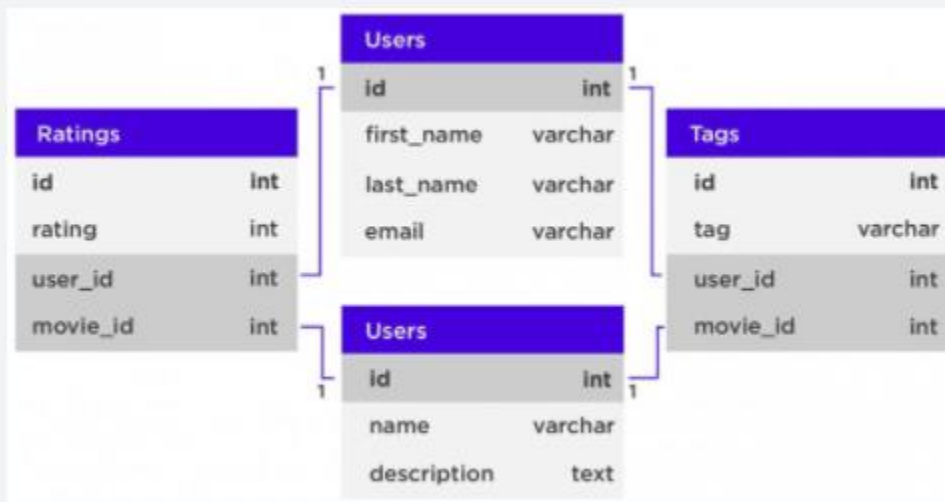 Users
1 1
id int
first_name varchar
last_name varchar
email varchar
Ratings
id int
rating int
user_id int
movie_id int
Tags
id int
tag varchar
user_id int
movie_id int
Users
id int
1 1
name varchar
description text